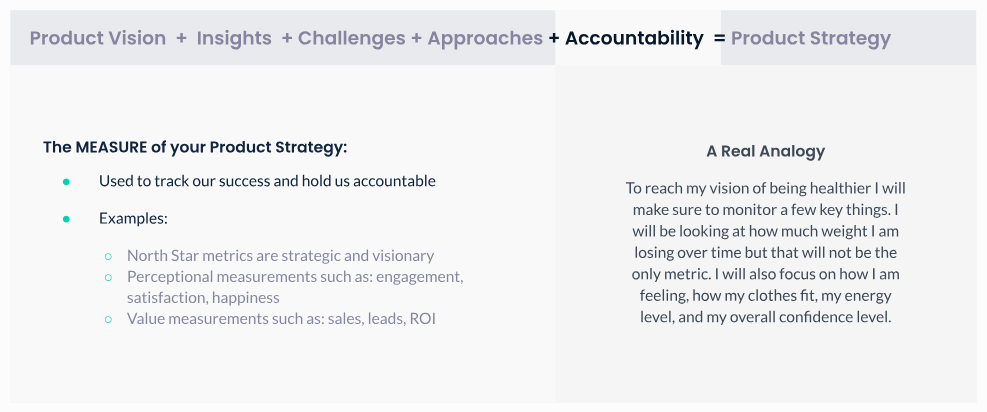 Product Vision + Insights + Challenges + Approaches + Accountability = Product Strategy
The MEASURE of your Product Strategy:
● Used to track our success and hold us accountable
● Examples:
○ North Star metrics are strategic and visionary
○ Perceptional measurements such as: engagement,
satisfaction, happiness
○ Value measurements such as: sales, leads, ROI
A Real Analogy
To reach my vision of being healthier I will
make sure to monitor a few key things. I
will be looking at how much weight I am
losing over time but that will not be the
only metric. I will also focus on how I am
feeling, how my clothes fit, my energy
level, and my overall confidence level.